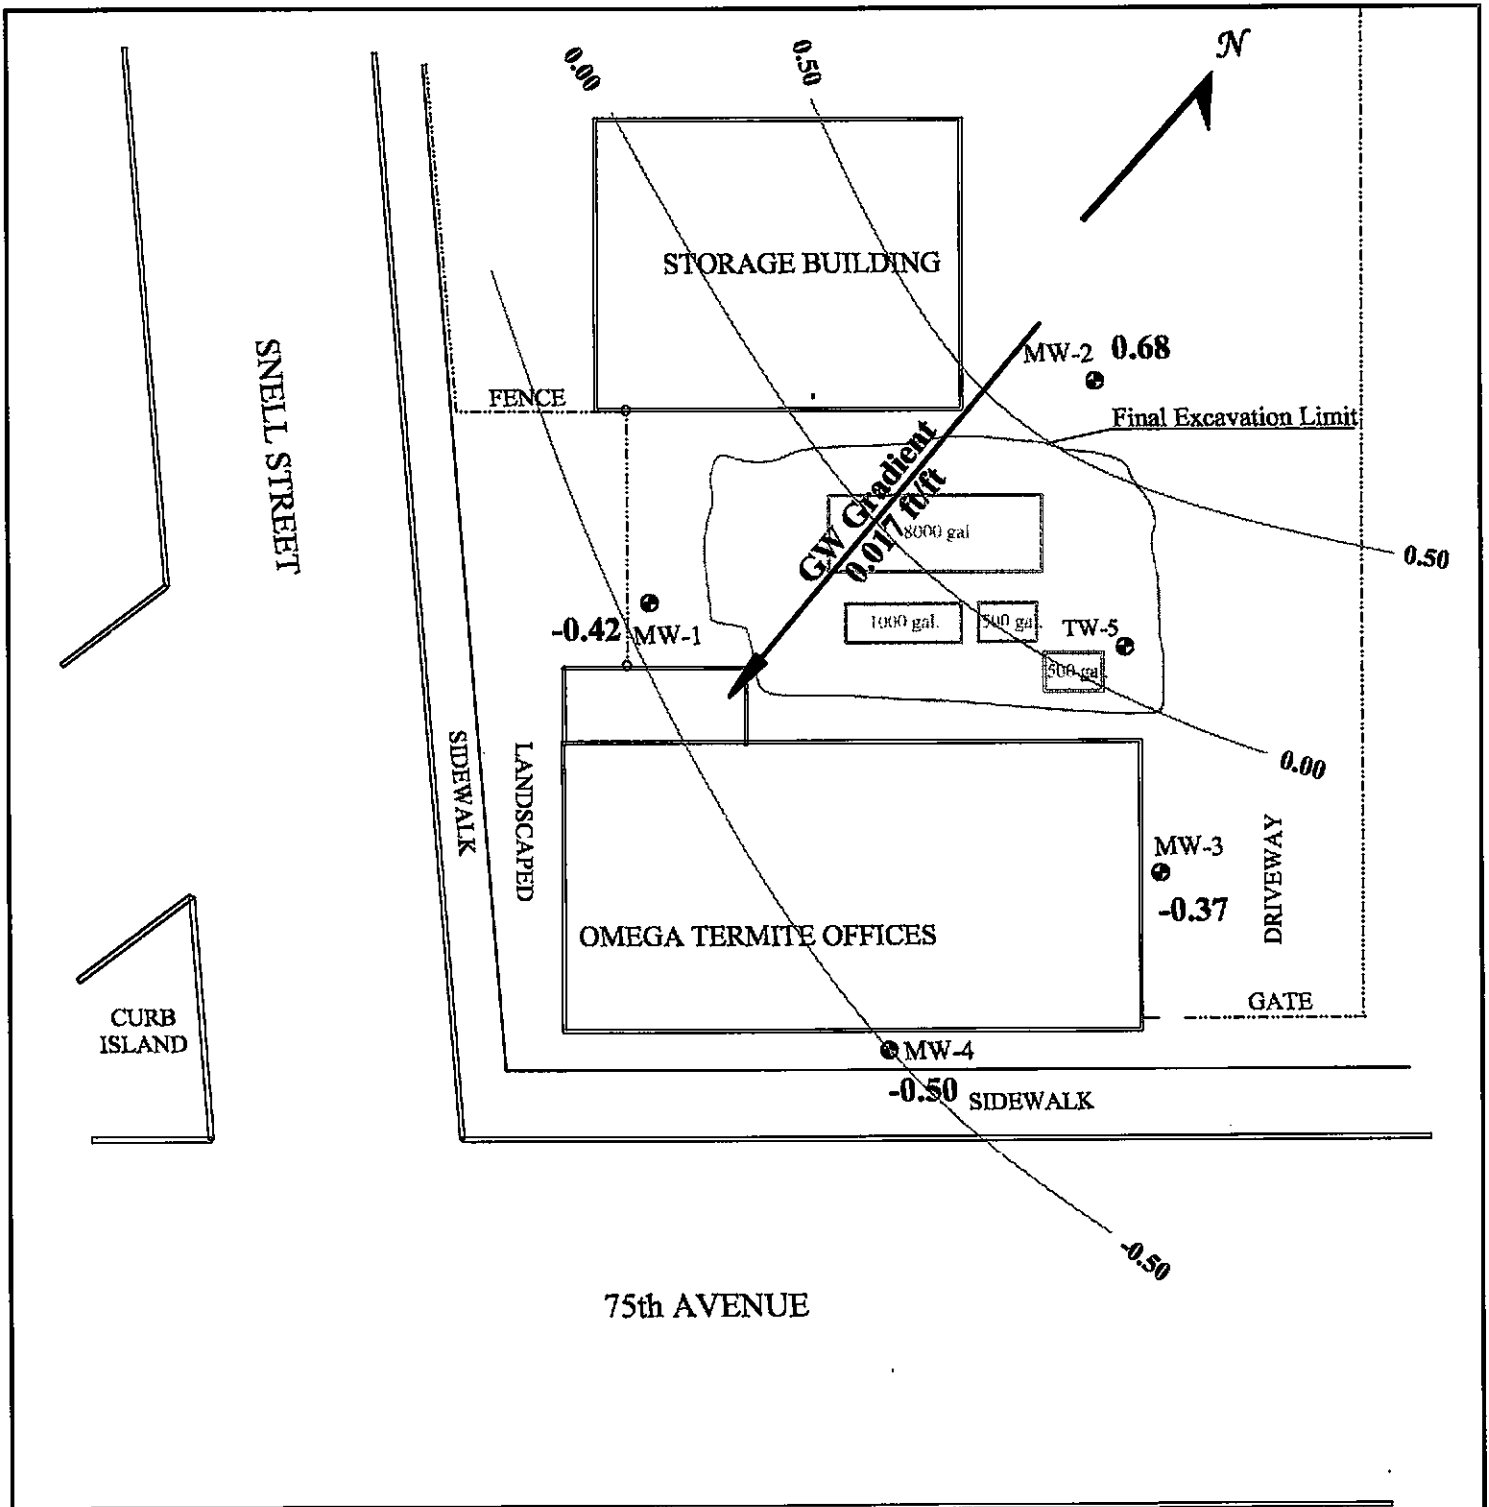 N
0.00
0.50
STORAGE BUILDING
SNELL STREET
MW-2 0.68
FENCE
Final Excavation Limit
GW Gradient
0.017 ft/ft
8000 gal
0.50
1000 gal.
500 gal.
TW-5
-0.42 MW-1
500 gal.
SIDEWALK
LANDSCAPED
0.00
MW-3
-0.37
DRIVEWAY
OMEGA TERMITE OFFICES
GATE
CURB
ISLAND
MW-4
-0.50
SIDEWALK
-0.50
75th AVENUE